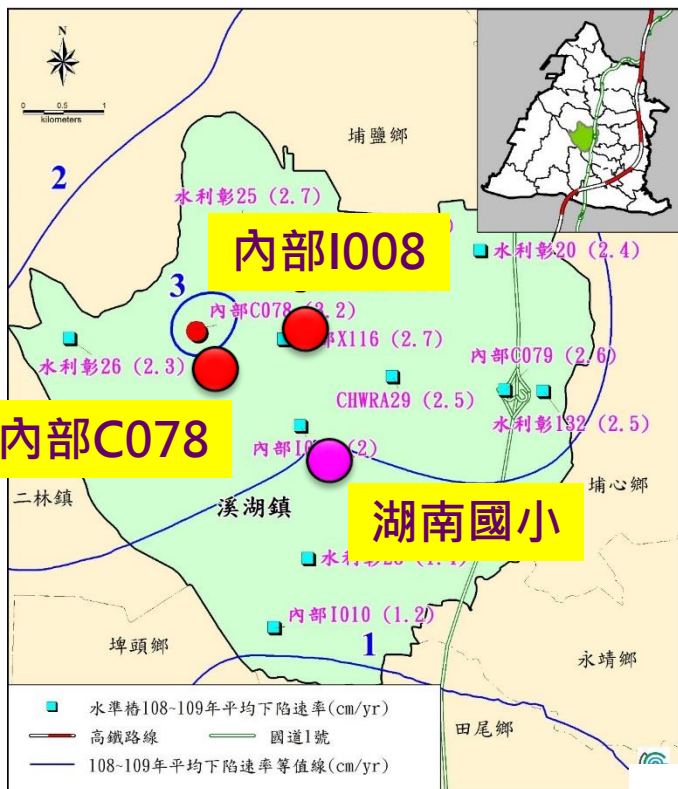 N
0 0.5 1
kilometers
埔鹽鄉
2
水利彰25 (2.7)
內部I008
水利彰20 (2.4)
3
內部C078
X116 (2.7)
水利彰26 (2.3)
內部C079 (2.6)
CHWRA29 (2.5)
水利彰132 (2.5)
內部C078
二林鎮
溪湖鎮
埔心鄉
湖南國小
內部I010 (1.2)
1
埤頭鄉
永靖鄉
水準樁108~109年平均下陷速率(cm/yr)
高鐵路線
國道1號
田尾鄉
108~109年平均下陷速率等值線(cm/yr)